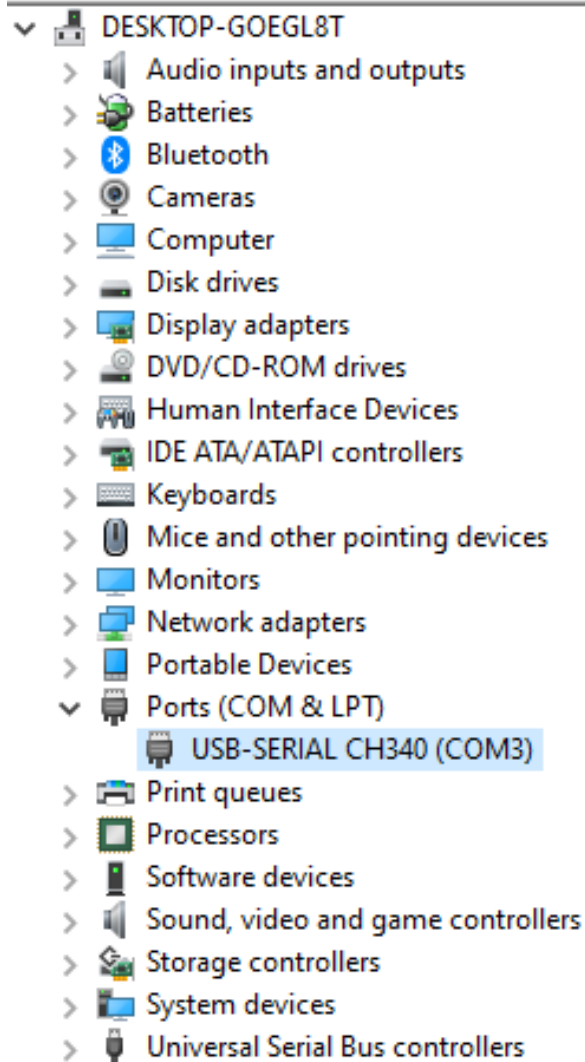 DESKTOP-GOEGL8T
Audio inputs and outputs
Batteries
Bluetooth
Cameras
Computer
Disk drives
Display adapters
DVD/CD-ROM drives
Human Interface Devices
IDE ATA/ATAPI controllers
Keyboards
Mice and other pointing devices
Monitors
Network adapters
Portable Devices
Ports (COM & LPT)
USB-SERIAL CH340 (COM3)
Print queues
Processors
Software devices
Sound, video and game controllers
Storage controllers
System devices
Universal Serial Bus controllers